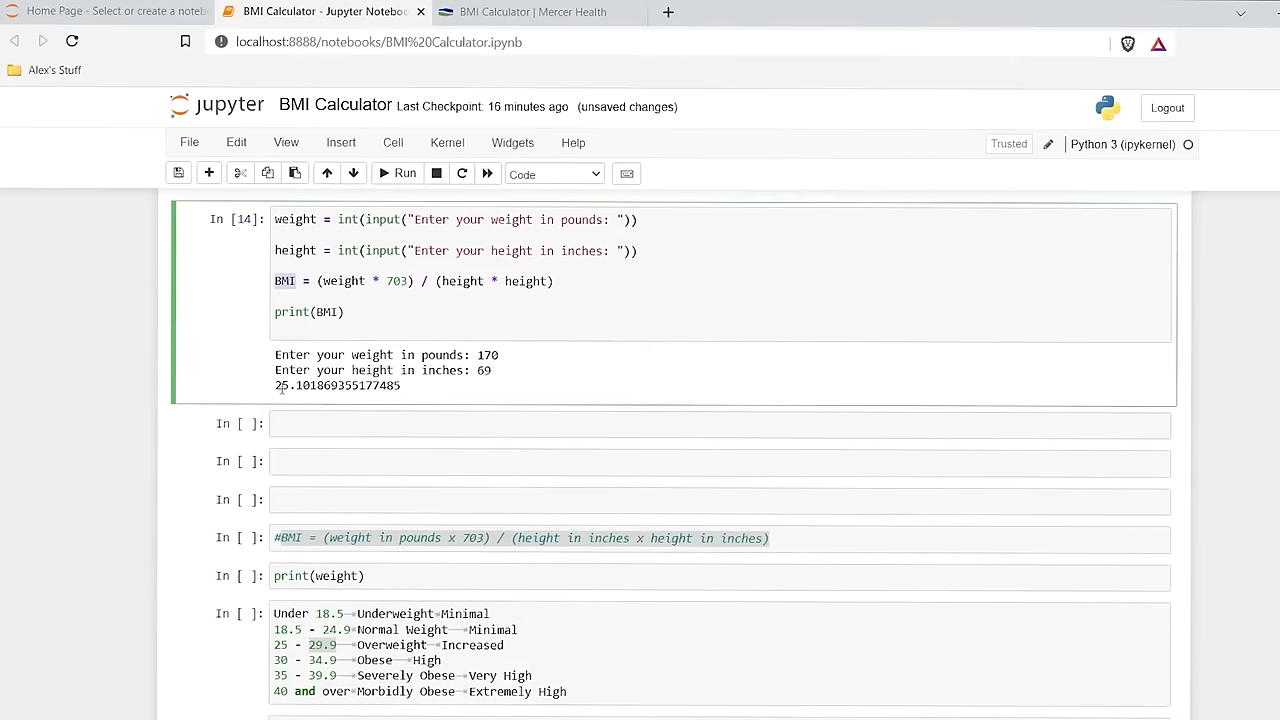 Home Page - Select or create a noteb
BMI Calculator - Jupyter Noteboo
BMI Calculator | Mercer Health
localhost:8888/notebooks/BMI%20Calculator.ipynb
Alex's Stuff
jupyter BMI Calculator Last Checkpoint: 16 minutes ago (unsaved changes)
Logout
File Edit View Insert Cell Kernel Widgets Help
Trusted
Python 3 (ipykernel)
Run
Code
In [14]: weight = int(input("Enter your weight in pounds: "))
height = int(input("Enter your height in inches: "))
BMI = (weight * 703) / (height * height)
print(BMI)
Enter your weight in pounds: 170
Enter your height in inches: 69
25.101869355177485
In [ ]:
In [ ]:
In [ ]:
In [ ]: #BMI = (weight in pounds x 703) / (height in inches x height in inches)
In [ ]: print(weight)
In [ ]: Under 18.5 Underweight Minimal
18.5 - 24.9 Normal Weight Minimal
25 - 29.9 Overweight Increased
30 - 34.9 Obese High
35 - 39.9 Severely Obese Very High
40 and over Morbidly Obese Extremely High